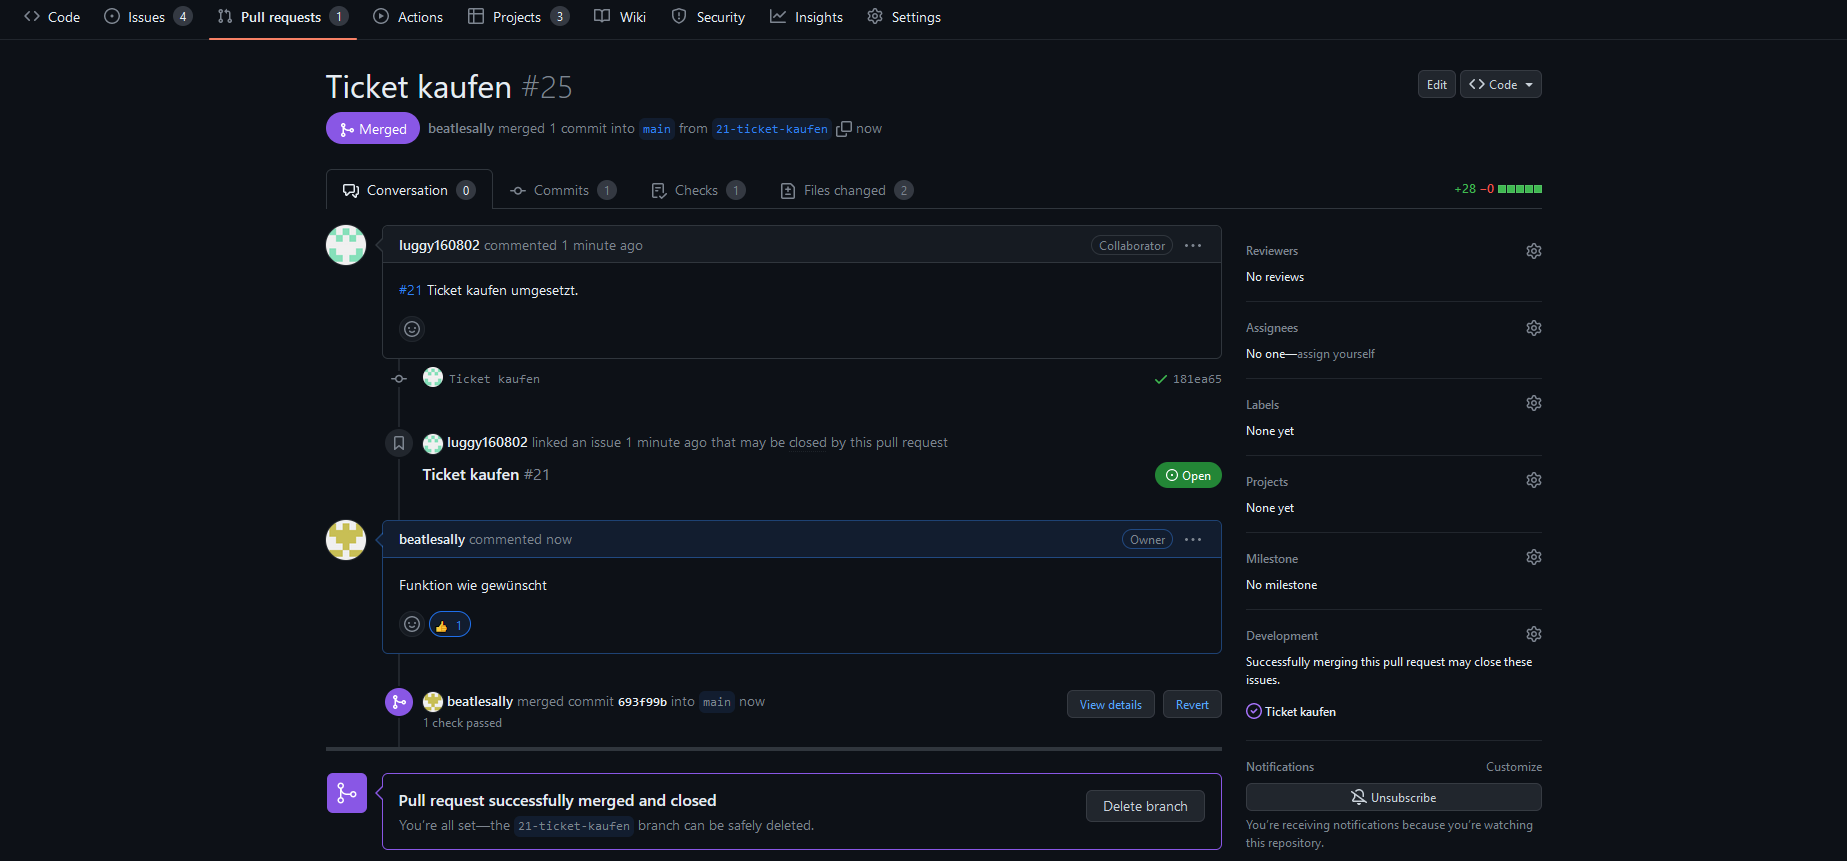 Code Issues 4 Pull requests 1 Actions Projects 3 Wiki Security Insights Settings
Ticket kaufen #25
Edit Code
Merged beatlesally merged 1 commit into main from 21-ticket-kaufen now
Conversation 0 Commits 1 Checks 1 Files changed 2
+28 −0
luggy160802 commented 1 minute ago Collaborator
#21 Ticket kaufen umgesetzt.
Ticket kaufen 181ea65
luggy160802 linked an issue 1 minute ago that may be closed by this pull request
Ticket kaufen #21 Open
beatlesally commented now Owner
Funktion wie gewünscht
1
beatlesally merged commit 693f99b into main now
1 check passed
View details Revert
Pull request successfully merged and closed
You're all set—the 21-ticket-kaufen branch can be safely deleted.
Delete branch
Reviewers
No reviews
Assignees
No one—assign yourself
Labels
None yet
Projects
None yet
Milestone
No milestone
Development
Successfully merging this pull request may close these
issues.
Ticket kaufen
Notifications Customize
Unsubscribe
You're receiving notifications because you're watching
this repository.